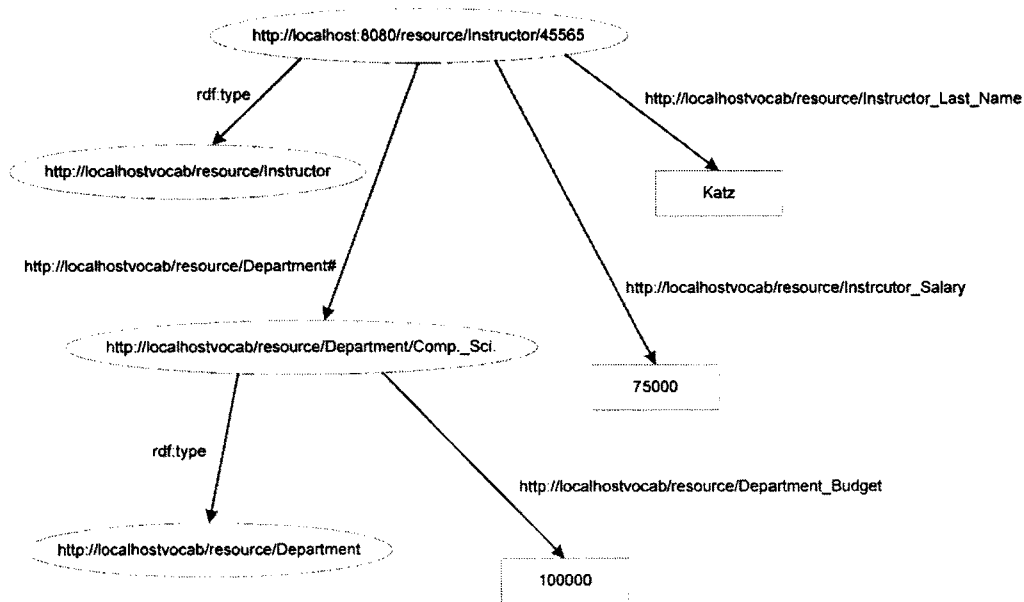 http://localhost:8080/resource/Instructor/45565
rdf:type
http://localhostvocab/resource/Instructor_Last_Name
http://localhostvocab/resource/Instructor
Katz
http://localhostvocab/resource/Department#
http://localhostvocab/resource/Instrcutor_Salary
http://localhostvocab/resource/Department/Comp._Sci.
75000
rdf:type
http://localhostvocab/resource/Department_Budget
http://localhostvocab/resource/Department
100000